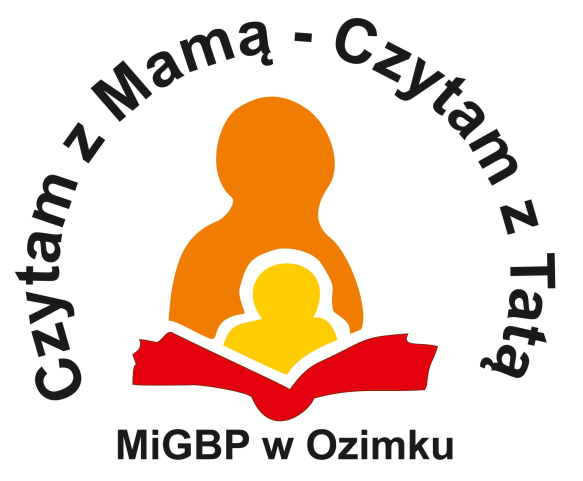 Czytam z Mamą - Czytam z Tatą
MiGBP w Ozimku